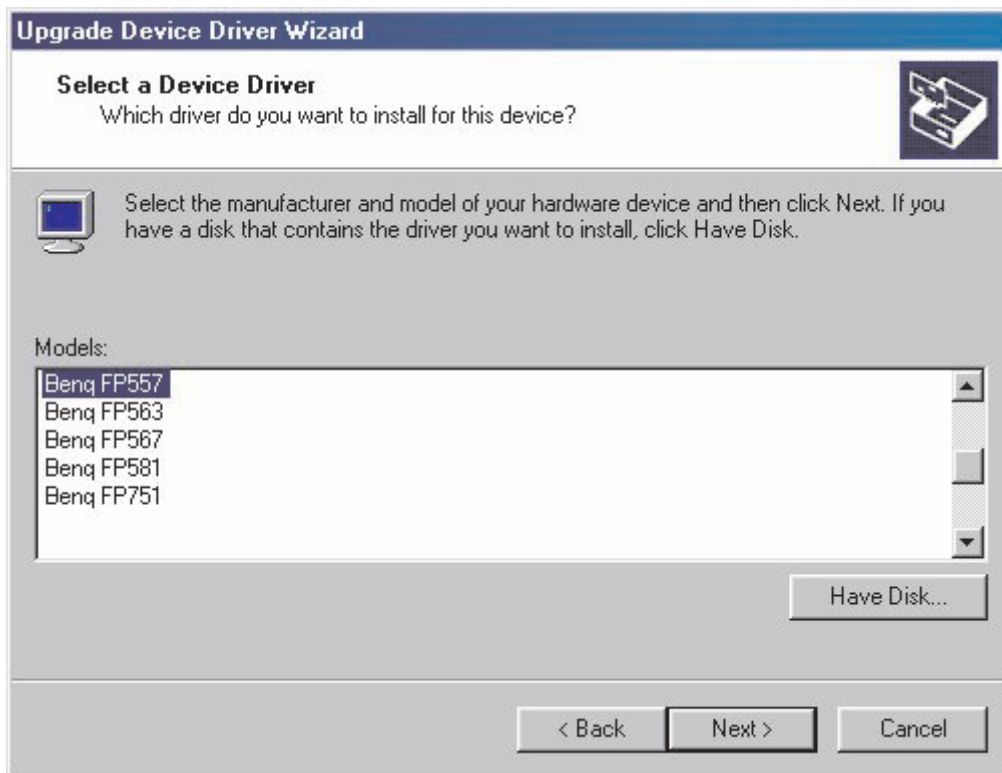 Upgrade Device Driver Wizard
Select a Device Driver
Which driver do you want to install for this device?
Select the manufacturer and model of your hardware device and then click Next. If you
have a disk that contains the driver you want to install, click Have Disk.
Models:
Benq FP557
Benq FP563
Benq FP567
Benq FP581
Benq FP751
Have Disk...
< Back
Next >
Cancel